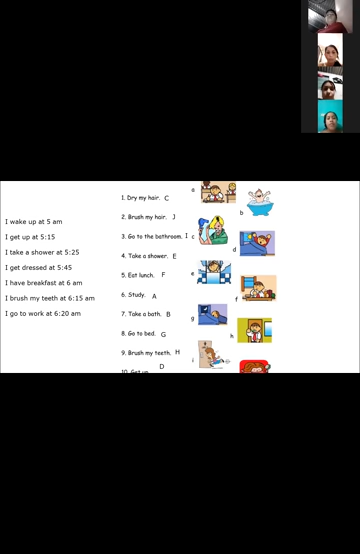 I wake up at 5 am
I get up at 5:15
I take a shower at 5:25
I get dressed at 5:45
I have breakfast at 6 am
I brush my teeth at 6:15 am
I go to work at 6:20 am
1. Dry my hair. C
2. Brush my hair. J
3. Go to the bathroom. I
4. Take a shower. E
5. Eat lunch. F
6. Study. A
7. Take a bath. B
8. Go to bed. G
9. Brush my teeth. H
10. Get up. D
a
b
c
d
e
f
g
h
i